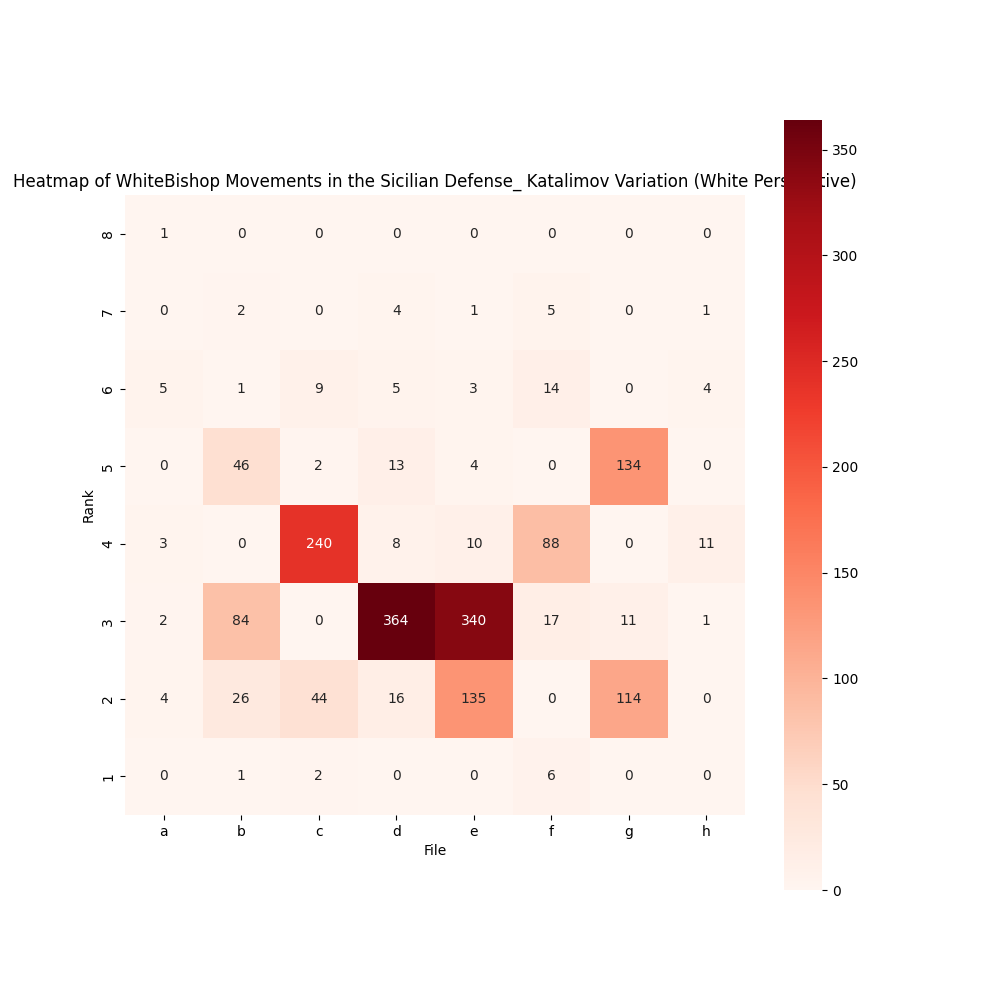 Heatmap of WhiteBishop Movements in the Sicilian Defense_ Katalimov Variation (White Pers tive)
8 1 0 0 0 0 0 0 0
7 0 2 0 4 1 5 0 1
6 5 1 9 5 3 14 0 4
5 0 46 2 13 4 0 134 0
4 3 0 240 8 10 88 0 11
3 2 84 0 364 340 17 11 1
2 4 26 44 16 135 0 114 0
1 0 1 2 0 0 6 0 0
a b c d e f g h
File
Rank
350
300
250
200
150
100
50
0